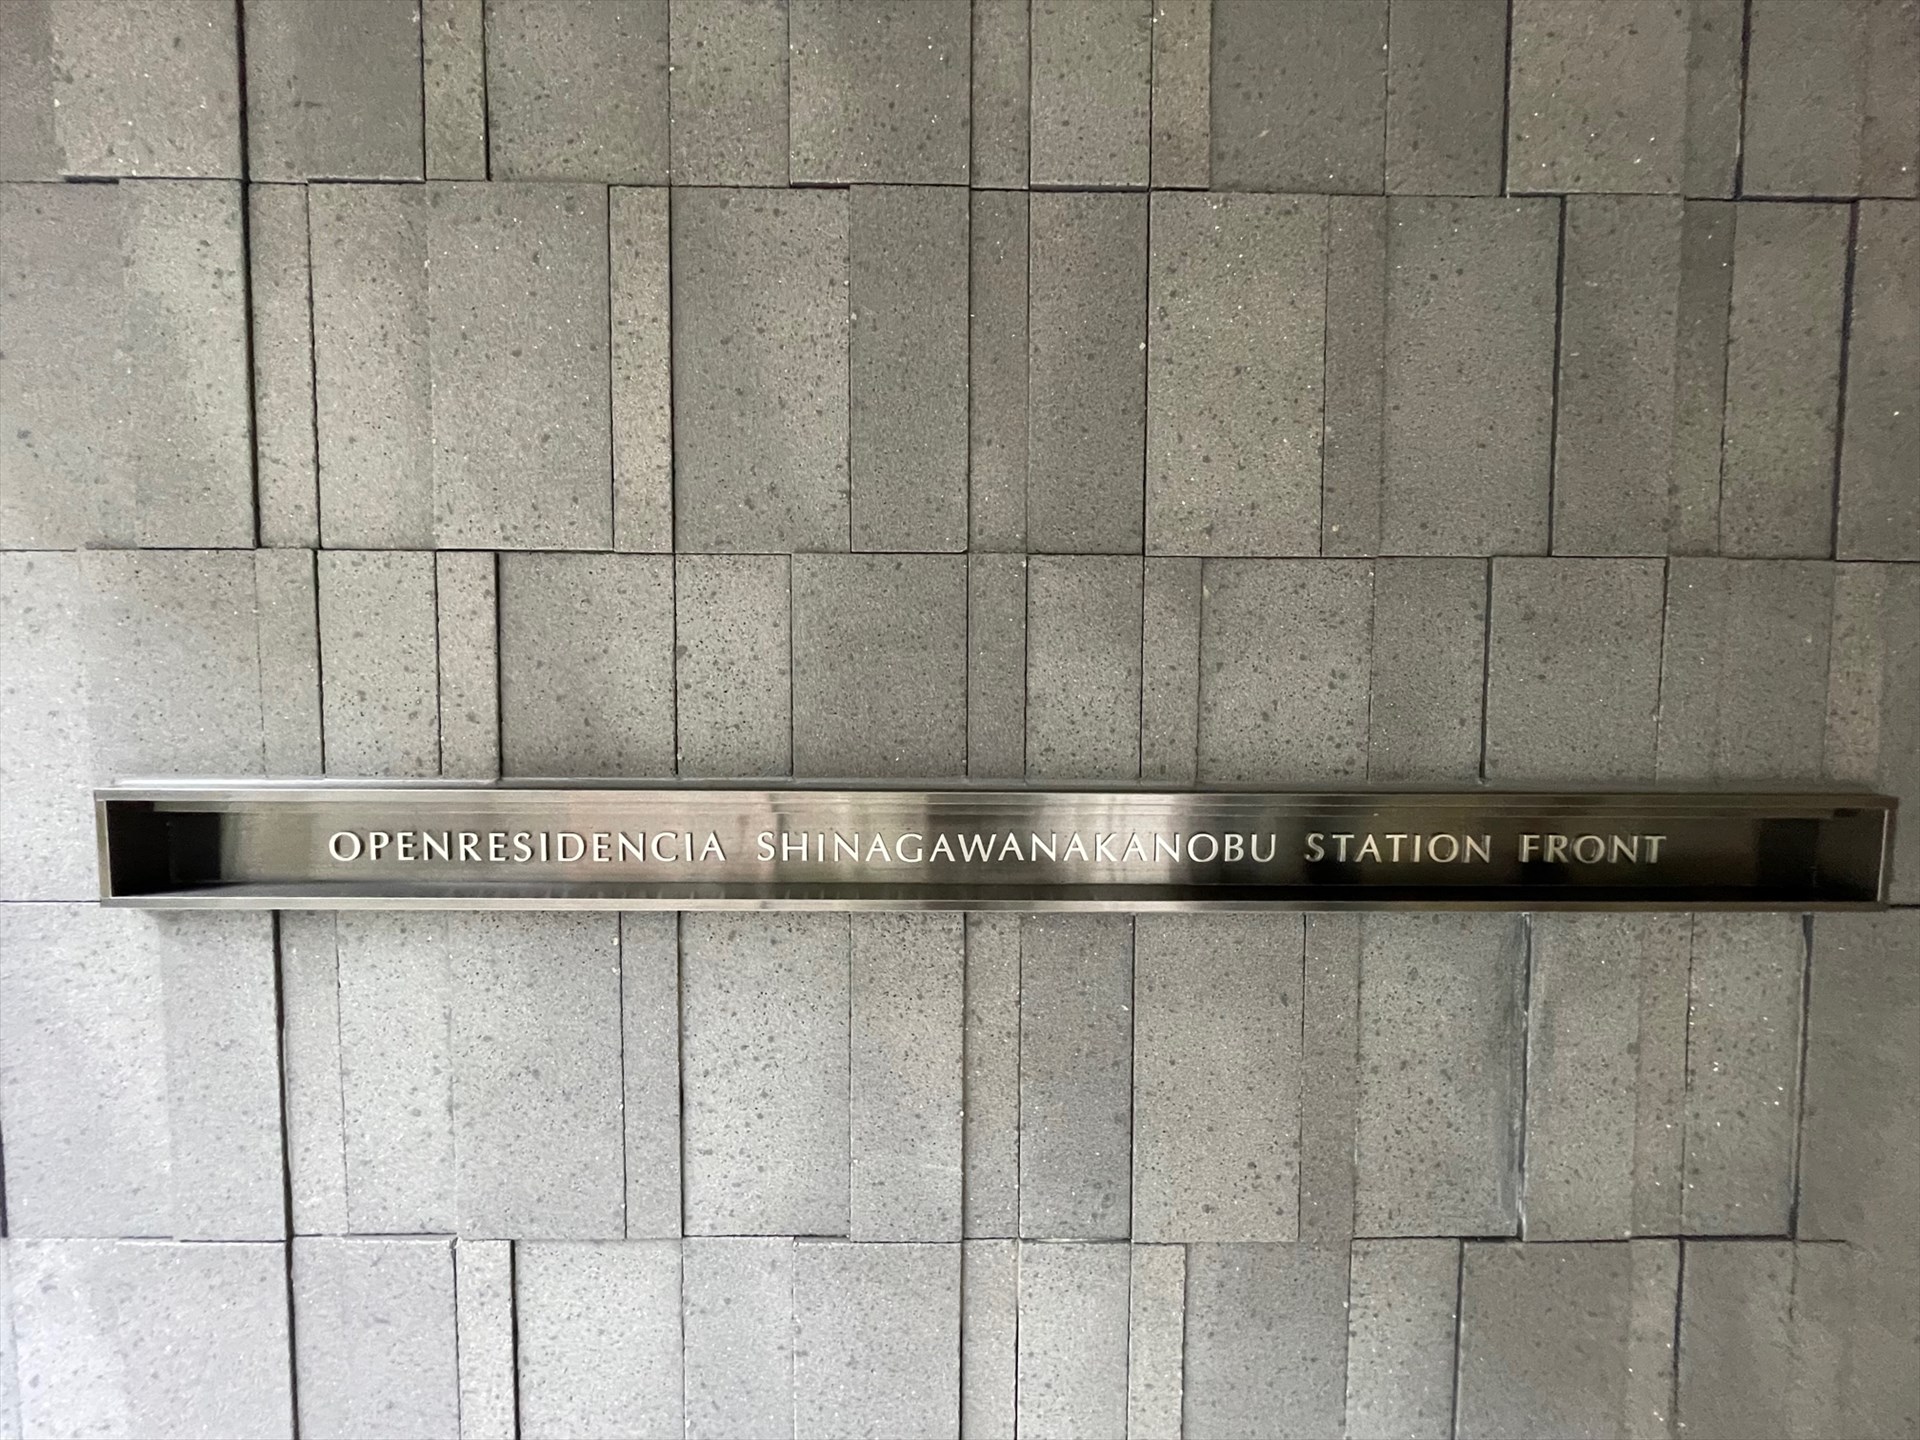 OPENRESIDENCIA SHINAGAWANAKANOBU STATION FRONT